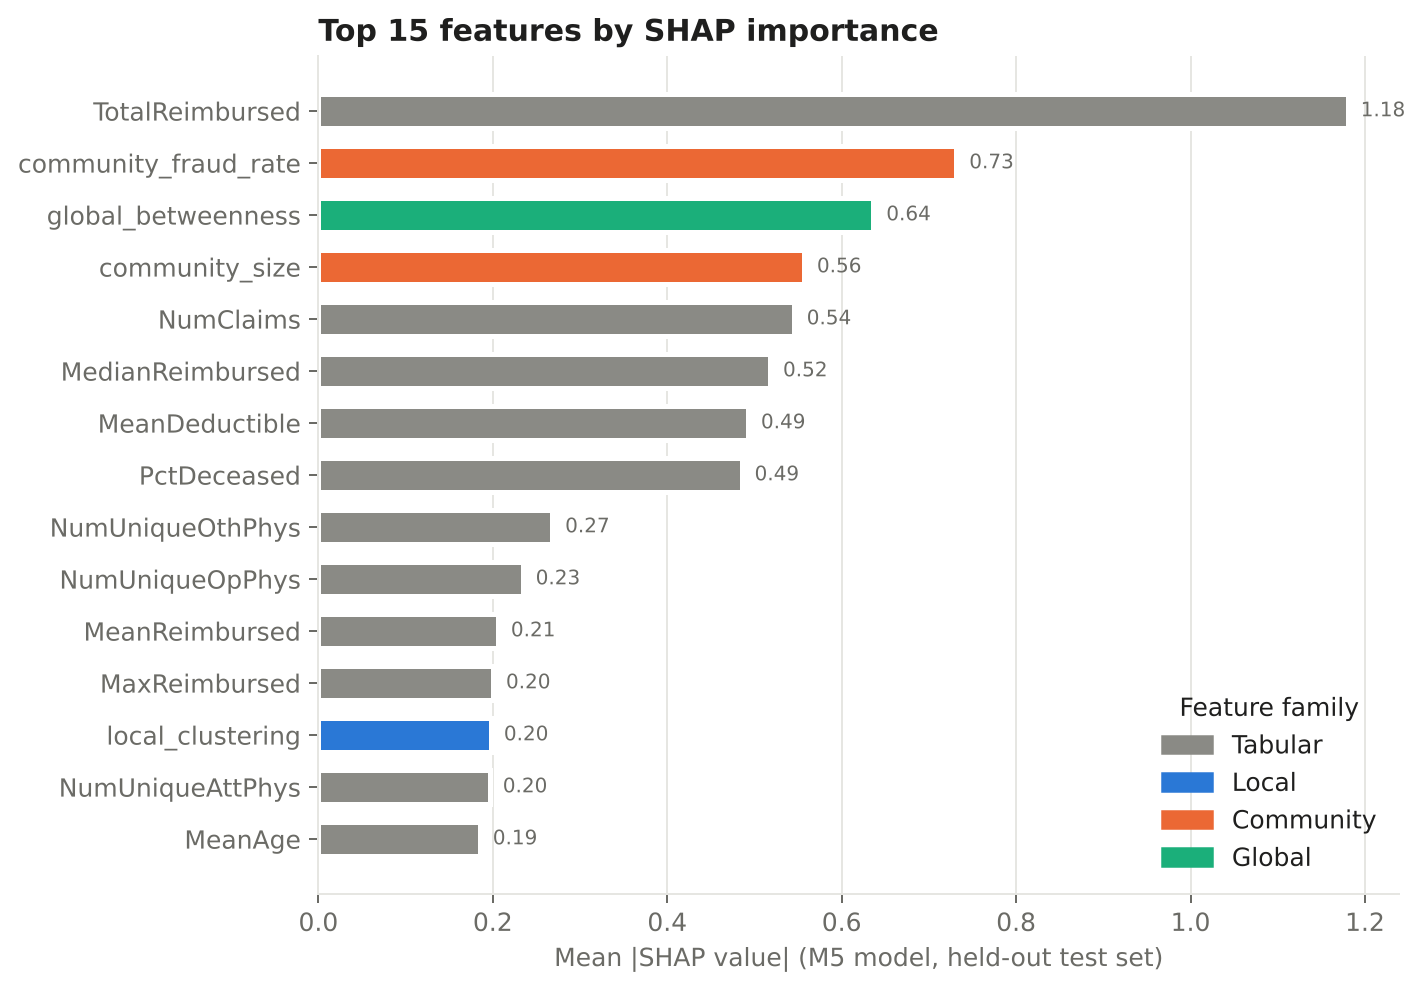 Top 15 features by SHAP importance
TotalReimbursed 1.18
community_fraud_rate 0.73
global_betweenness 0.64
community_size 0.56
NumClaims 0.54
MedianReimbursed 0.52
MeanDeductible 0.49
PctDeceased 0.49
NumUniqueOthPhys 0.27
NumUniqueOpPhys 0.23
MeanReimbursed 0.21
MaxReimbursed 0.20
local_clustering 0.20
NumUniqueAttPhys 0.20
MeanAge 0.19
Feature family
Tabular
Local
Community
Global
0.0 0.2 0.4 0.6 0.8 1.0 1.2
Mean |SHAP value| (M5 model, held-out test set)